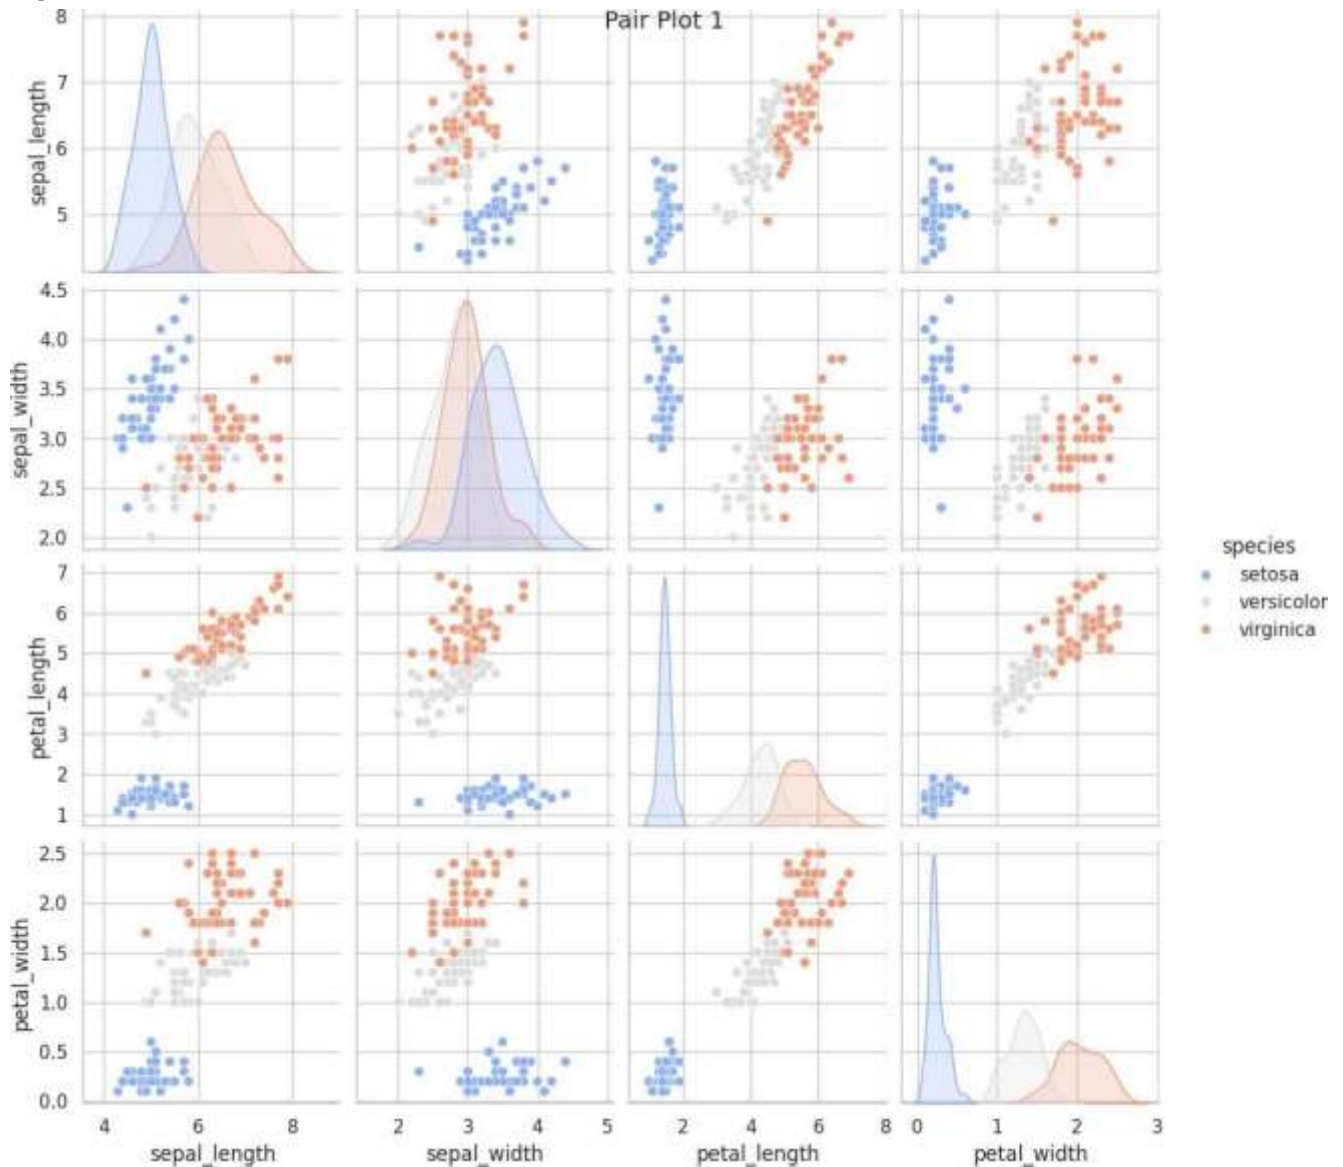 Pair Plot 1
8
7
6
5
sepal_length
4.5
4.0
3.5
3.0
2.5
2.0
sepal_width
species
setosa
versicolor
virginica
7
6
5
4
3
2
1
petal_length
2.5
2.0
1.5
1.0
0.5
0.0
petal_width
4 6 8 2 3 4 5 2 4 6 8 0 1 2 3
sepal_length sepal_width petal_length petal_width